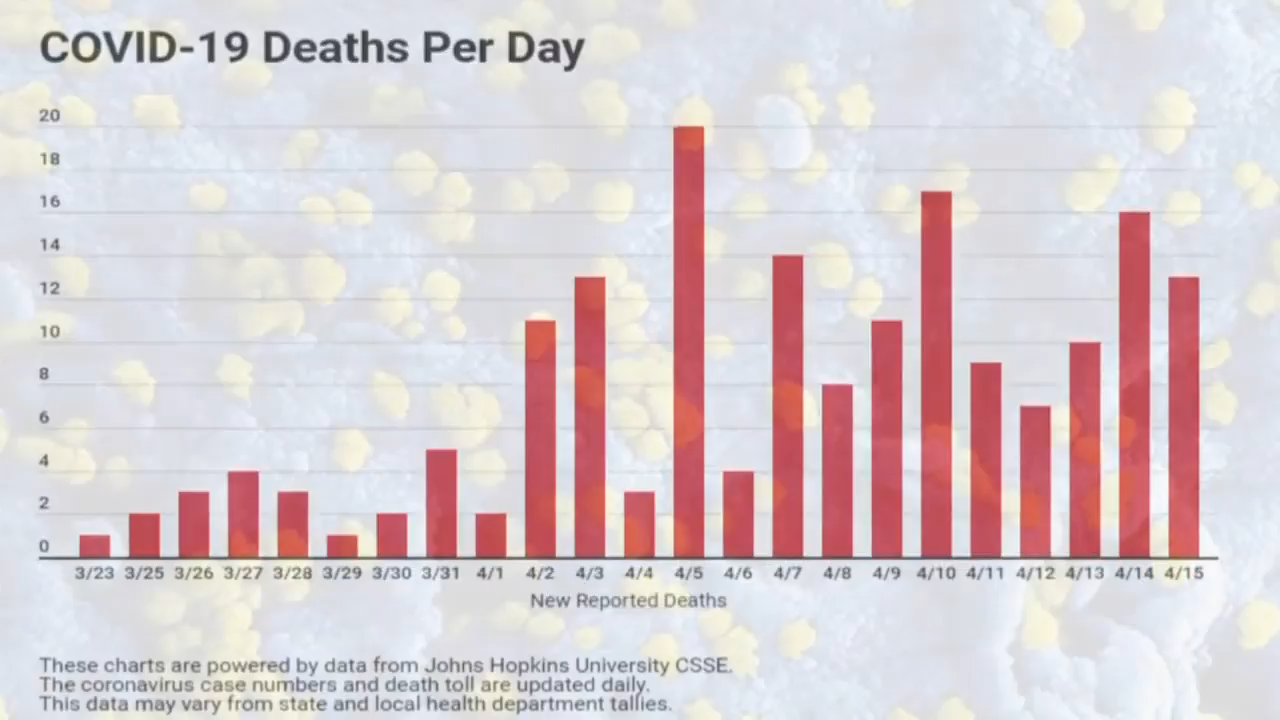 COVID-19 Deaths Per Day
20
18
16
14
12
10
8
6
4
2
0
3/23 3/25 3/26 3/27 3/28 3/29 3/30 3/31 4/1 4/2 4/3 4/4 4/5 4/6 4/7 4/8 4/9 4/10 4/11 4/12 4/13 4/14 4/15
New Reported Deaths
These charts are powered by data from Johns Hopkins University CSSE.
The coronavirus case numbers and death toll are updated daily.
This data may vary from state and local health department tallies.